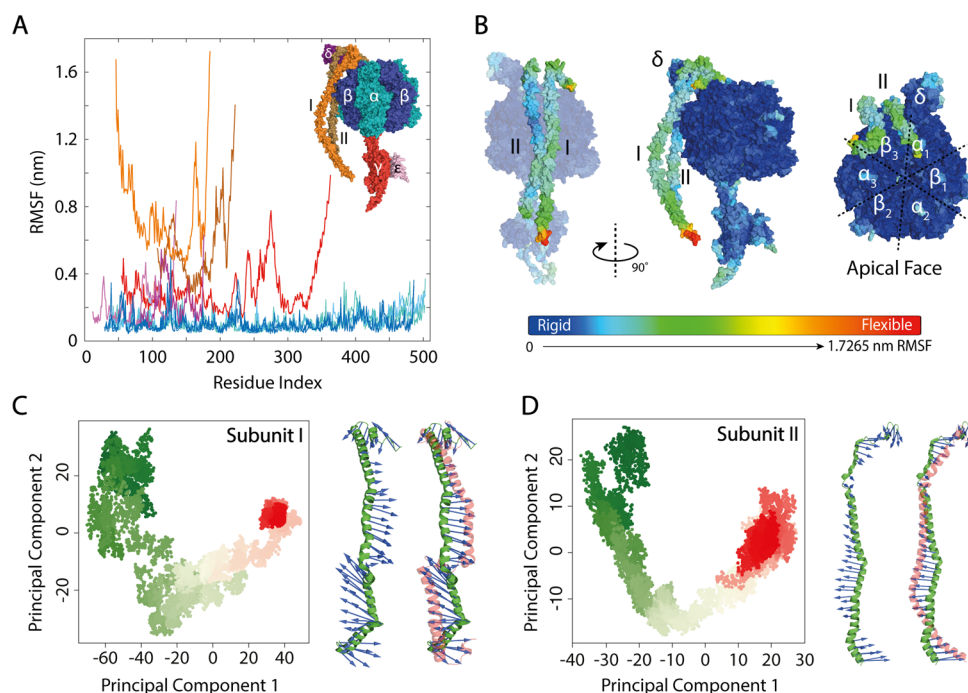 A
RMSF (nm)
1.6
1.2
0.8
0.4
0
0
100
200
300
400
500
Residue Index
δ
I
β
α
β
II
γ
ε
B
II
I
90°
δ
I
II
II
I
δ
β3
α1
α3
β1
β2
α2
Apical Face
Rigid
Flexible
0
1.7265 nm RMSF
C
Subunit I
Principal Component 2
20
0
-20
-60
-40
-20
0
20
40
Principal Component 1
D
Subunit II
Principal Component 2
20
10
0
-10
-40
-30
-20
-10
0
10
20
30
Principal Component 1